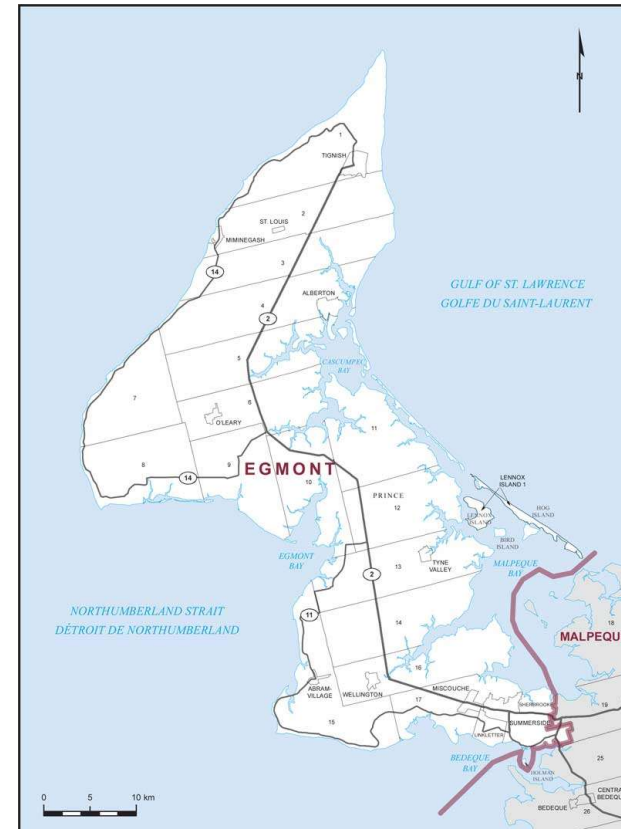 N
1
TIGNISH
2
ST. LOUIS
MIMINEGASH
3
14
GULF OF ST. LAWRENCE
GOLFE DU SAINT-LAURENT
ALBERTON
4
2
5
CASCUMPEC
BAY
7
6
O'LEARY
11
EGMONT
8
14
9
10
LENNOX
ISLAND 1
PRINCE
12
LENNOX
ISLAND
HOG
ISLAND
BIRD
ISLAND
EGMONT
BAY
TYNE
VALLEY
MALPEQUE
BAY
2
13
NORTHUMBERLAND STRAIT
DÉTROIT DE NORTHUMBERLAND
11
14
18
MALPEQU
16
ABRAM-
VILLAGE
WELLINGTON
MISCOUCHE
17
SHERBROOKE
19
SUMMERSIDE
15
LINKLETTER
BEDEQUE
BAY
25
HOLMAN
ISLAND
CENTRA
BEDEQU
BEDEQUE
26
0 5 10 km